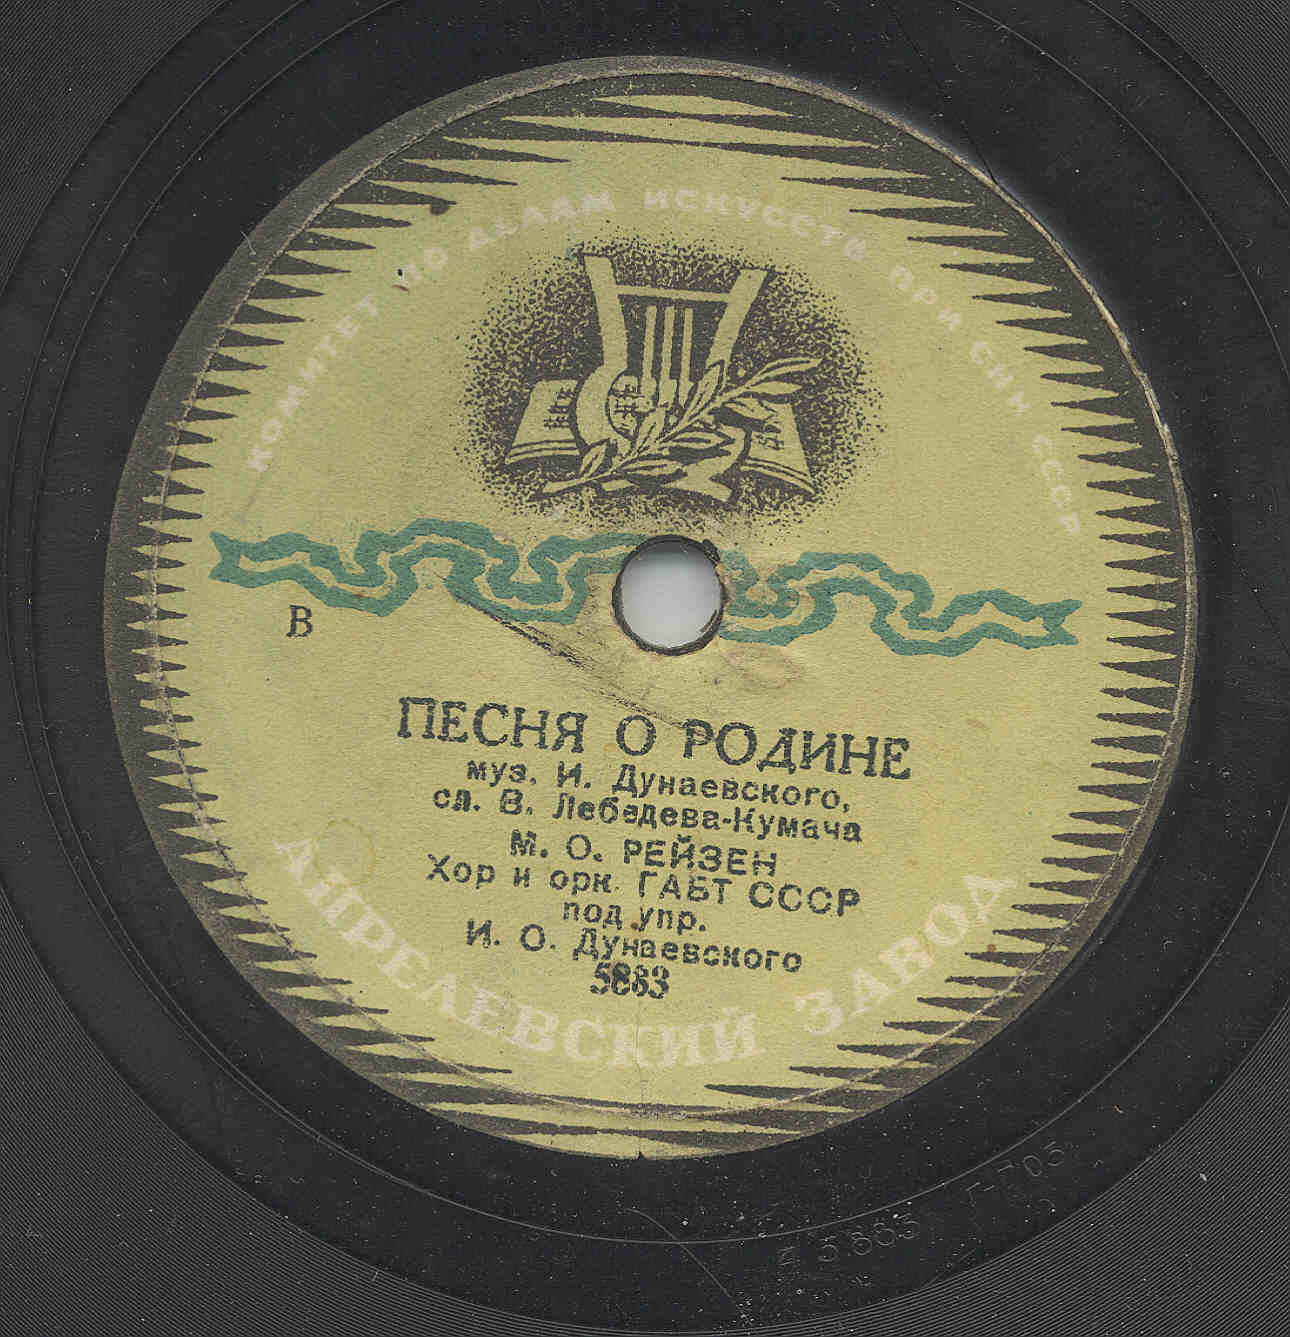 КОМИТЕТ ПО ДЕЛАМ ИСКУССТВ ПРИ СНК СССР
В
ПЕСНЯ О РОДИНЕ
муз. И. Дунаевского,
сл. В. Лебедева-Кумача
М. О. РЕЙЗЕН
Хор и орк. ГАБТ СССР
под упр.
И. О. Дунаевского
5883
АПРЕЛЕВСКИЙ ЗАВОД
5883